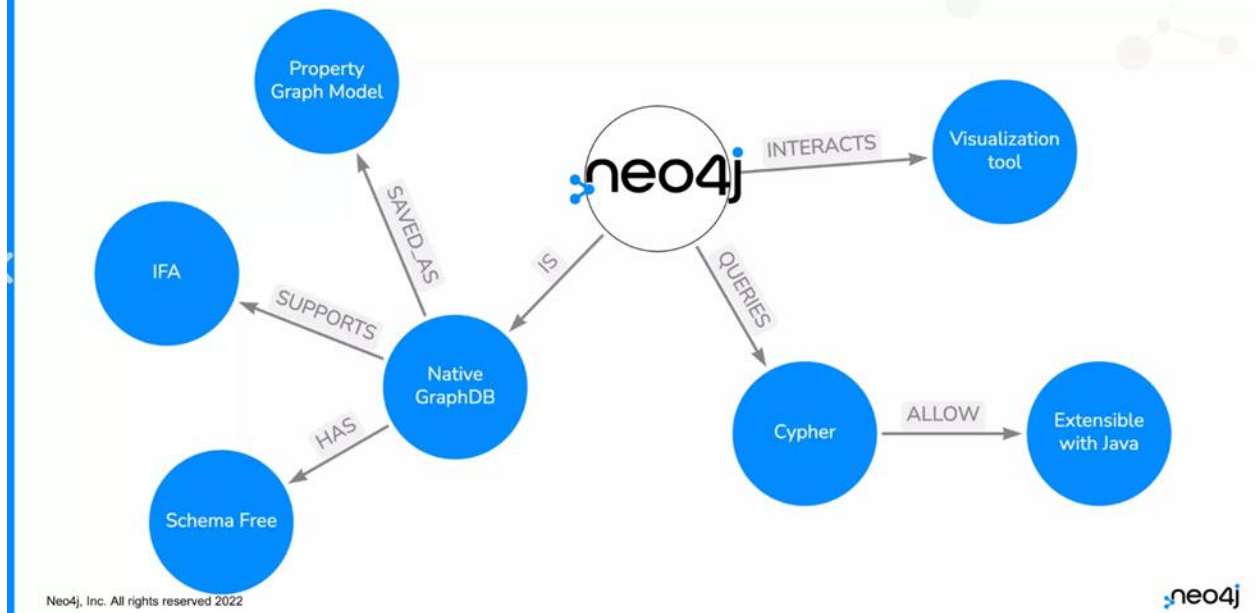 Property
Graph Model
neo4j
INTERACTS
Visualization
tool
SAVED_AS
IFA
SUPPORTS
IS
QUERIES
Native
GraphDB
HAS
Cypher
ALLOW
Extensible
with Java
Schema Free
Neo4j, Inc. All rights reserved 2022
neo4j